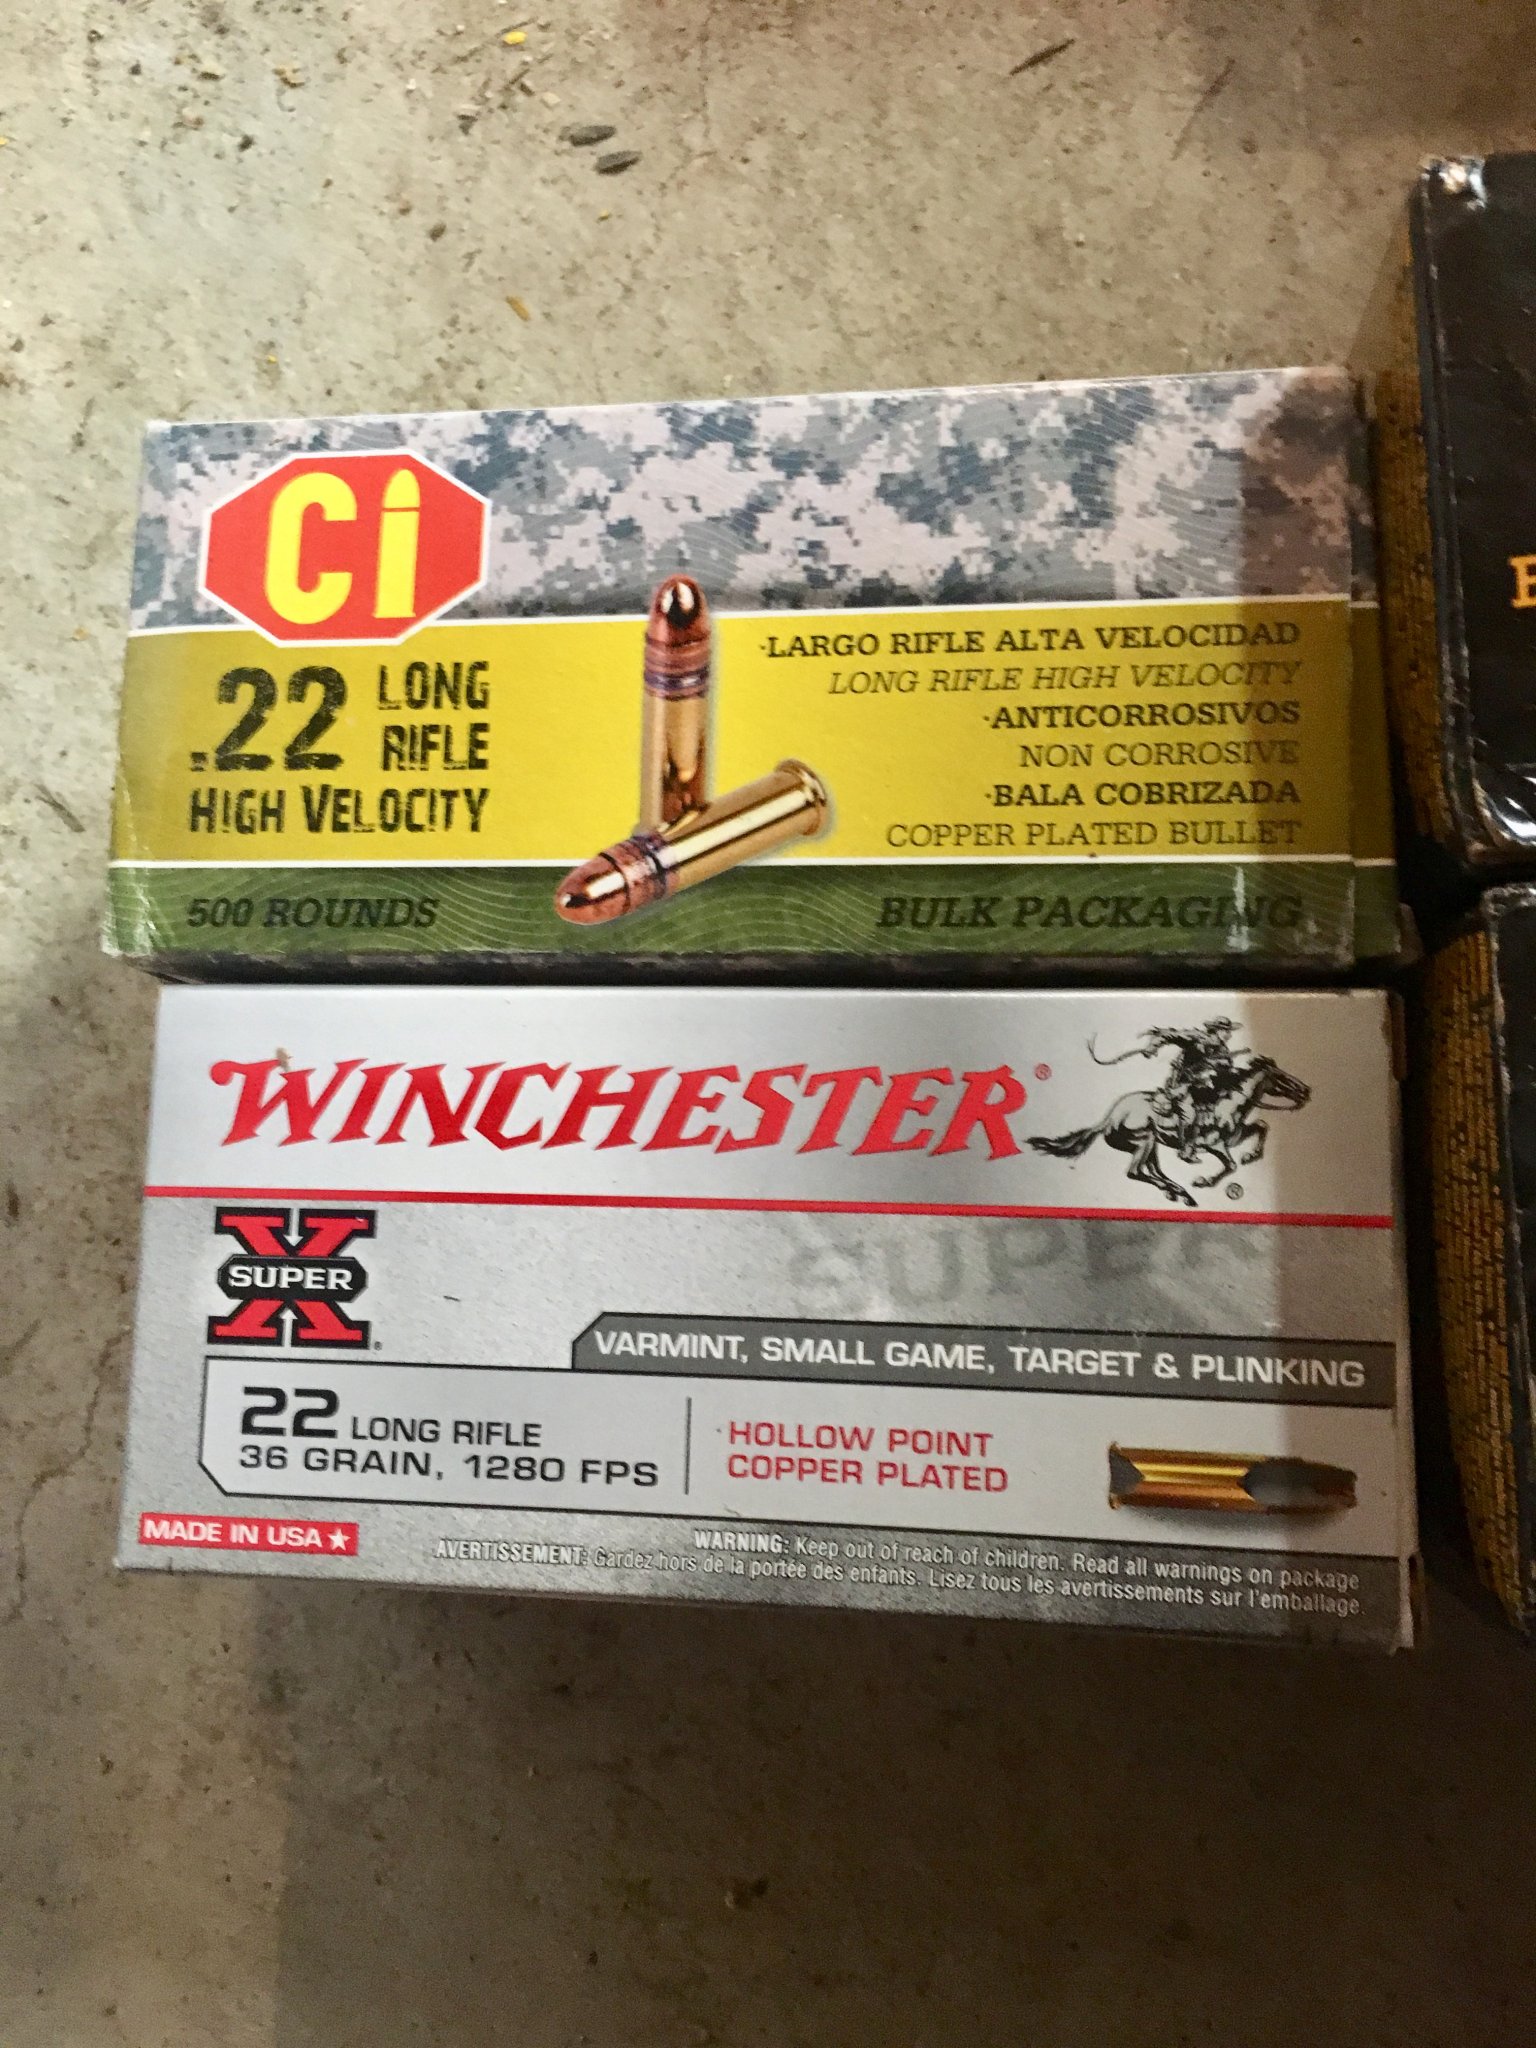 Ci
.22 LONG RIFLE
HIGH VELOCITY
·LARGO RIFLE ALTA VELOCIDAD
LONG RIFLE HIGH VELOCITY
·ANTICORROSIVOS
NON CORROSIVE
·BALA COBRIZADA
COPPER PLATED BULLET
500 ROUNDS
BULK PACKAGING
WINCHESTER®
®
SUPER X®
SUPER
VARMINT, SMALL GAME, TARGET & PLINKING
22 LONG RIFLE
36 GRAIN, 1280 FPS
HOLLOW POINT
COPPER PLATED
MADE IN USA★
WARNING: Keep out of reach of children. Read all warnings on package
AVERTISSEMENT: Gardez hors de la portée des enfants. Lisez tous les avertissements sur l'emballage.